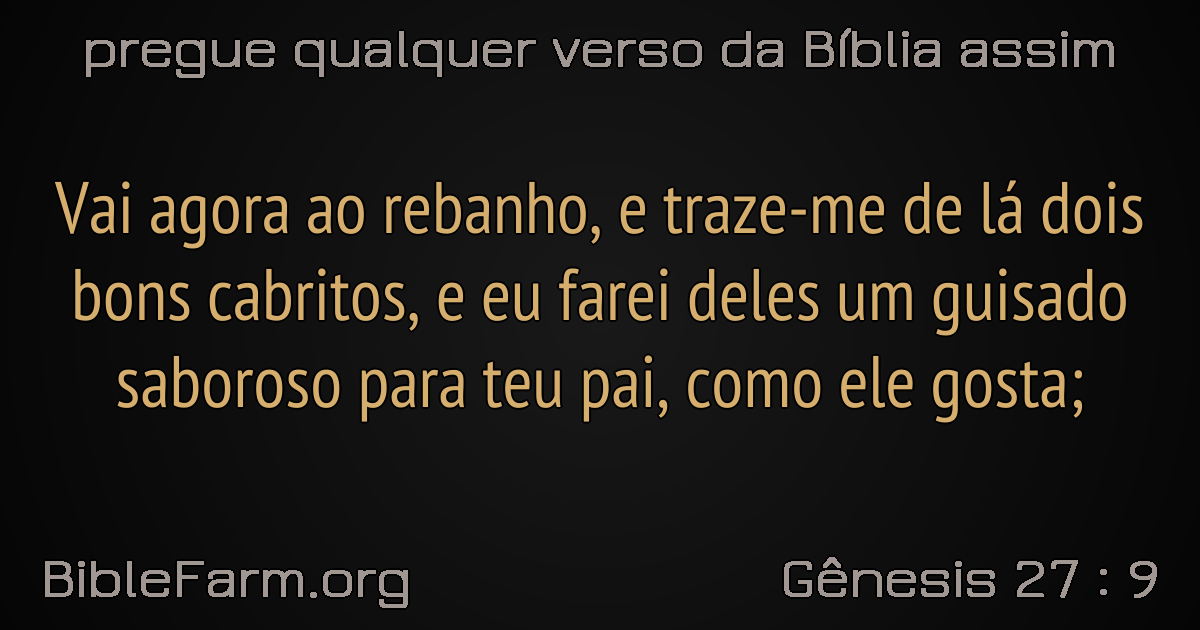 pregue qualquer verso da Bíblia assim
Vai agora ao rebanho, e traze-me de lá dois
bons cabritos, e eu farei deles um guisado
saboroso para teu pai, como ele gosta;
BibleFarm.org
Gênesis 27 : 9